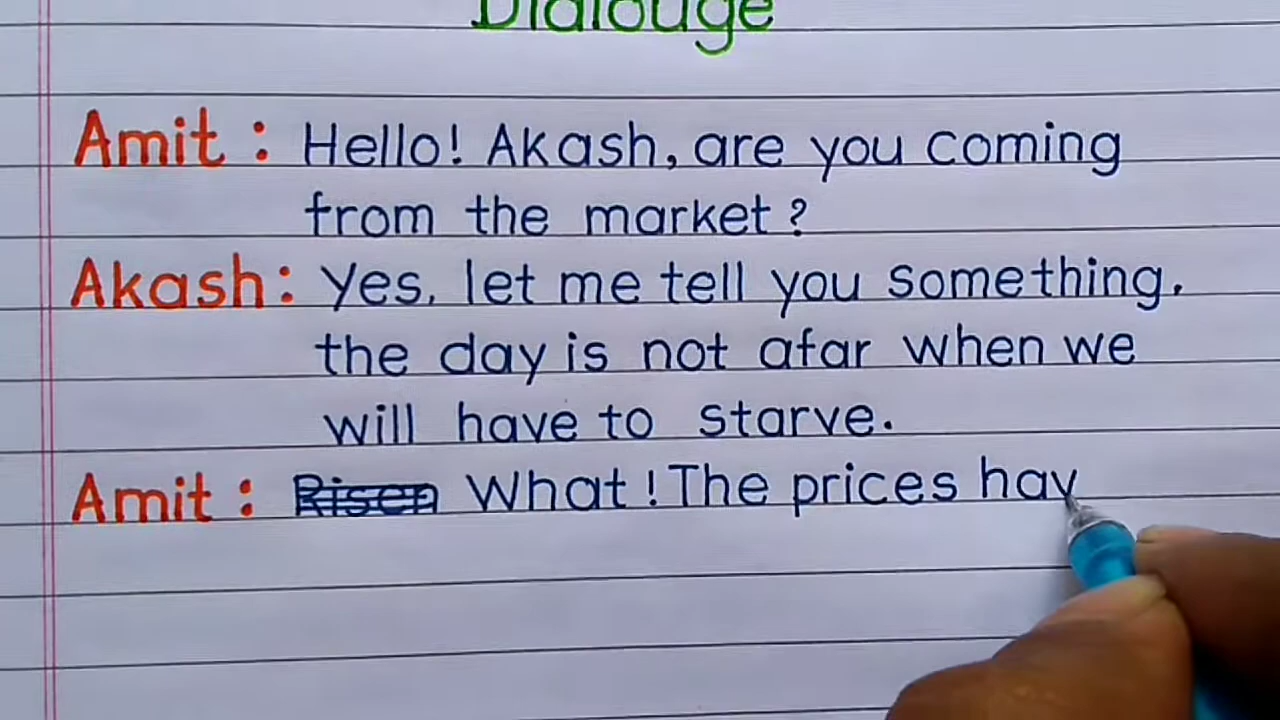 Dialouge
Amit : Hello! Akash, are you coming
from the market?
Akash: Yes, let me tell you something.
the day is not afar when we
will have to starve.
Amit : Risen What! The prices hav